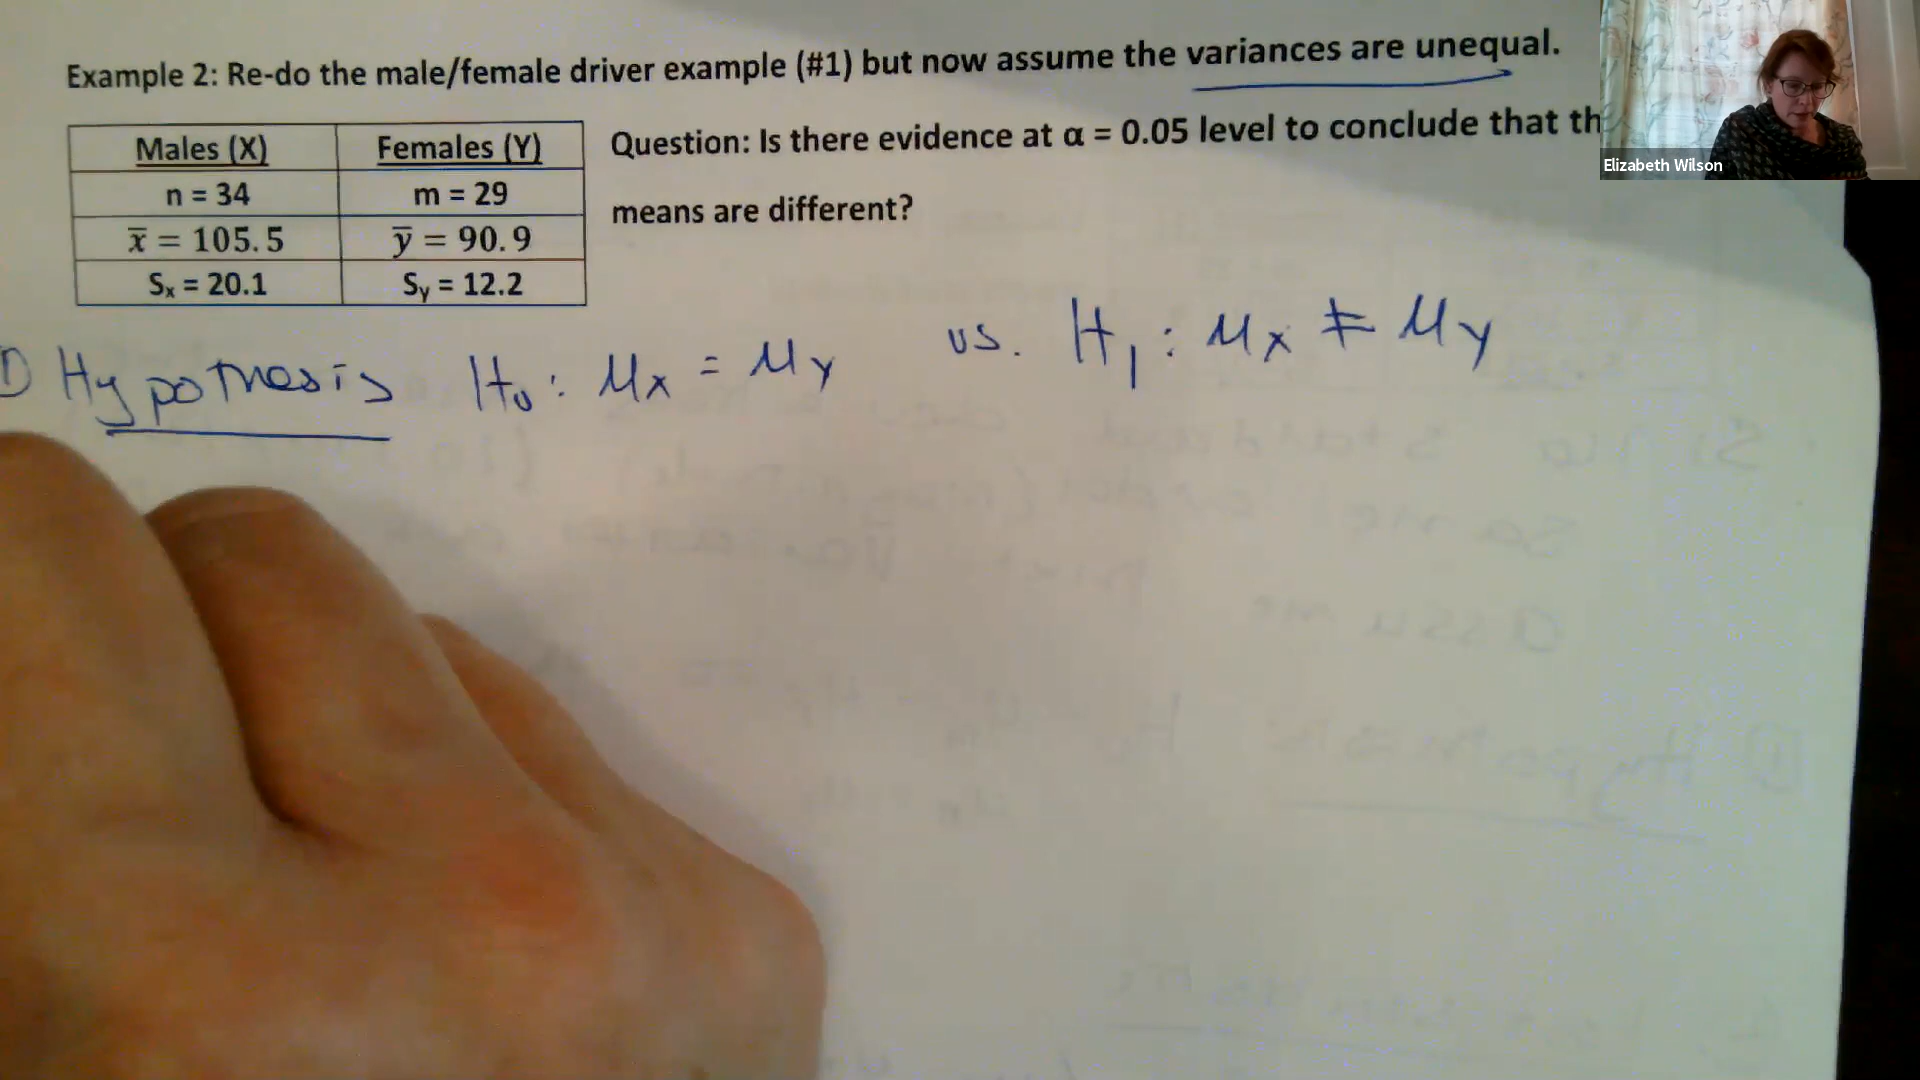 Example 2: Re-do the male/female driver example (#1) but now assume the variances are unequal.
Males (X) Females (Y)
n = 34 m = 29
x̅ = 105.5 y̅ = 90.9
Sx = 20.1 Sy = 12.2
Question: Is there evidence at α = 0.05 level to conclude that th
means are different?
Elizabeth Wilson
1) Hypothesis H₀ : μx = μy vs. H₁ : μx ≠ μy